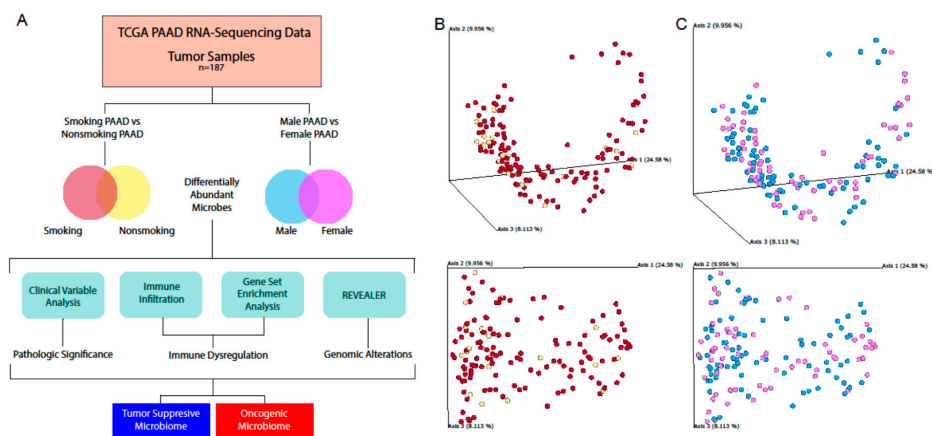 A
TCGA PAAD RNA-Sequencing Data
Tumor Samples
n=187
Smoking PAAD vs
Nonsmoking PAAD
Male PAAD vs
Female PAAD
Differentially
Abundant
Microbes
Smoking
Nonsmoking
Male
Female
Clinical Variable
Analysis
Immune
Infiltration
Gene Set
Enrichment
Analysis
REVEALER
Pathologic Significance
Immune Dysregulation
Genomic Alterations
Tumor Suppresive
Microbiome
Oncogenic
Microbiome
B
Axis 2 (9.956 %)
Axis 1 (24.58 %)
Axis 3 (8.113 %)
Axis 2 (9.956 %)
Axis 1 (24.58 %)
Axis 3 (8.113 %)
C
Axis 2 (9.956 %)
Axis 1 (24.58 %)
Axis 3 (8.113 %)
Axis 2 (9.956 %)
Axis 1 (24.58 %)
Axis 3 (8.113 %)